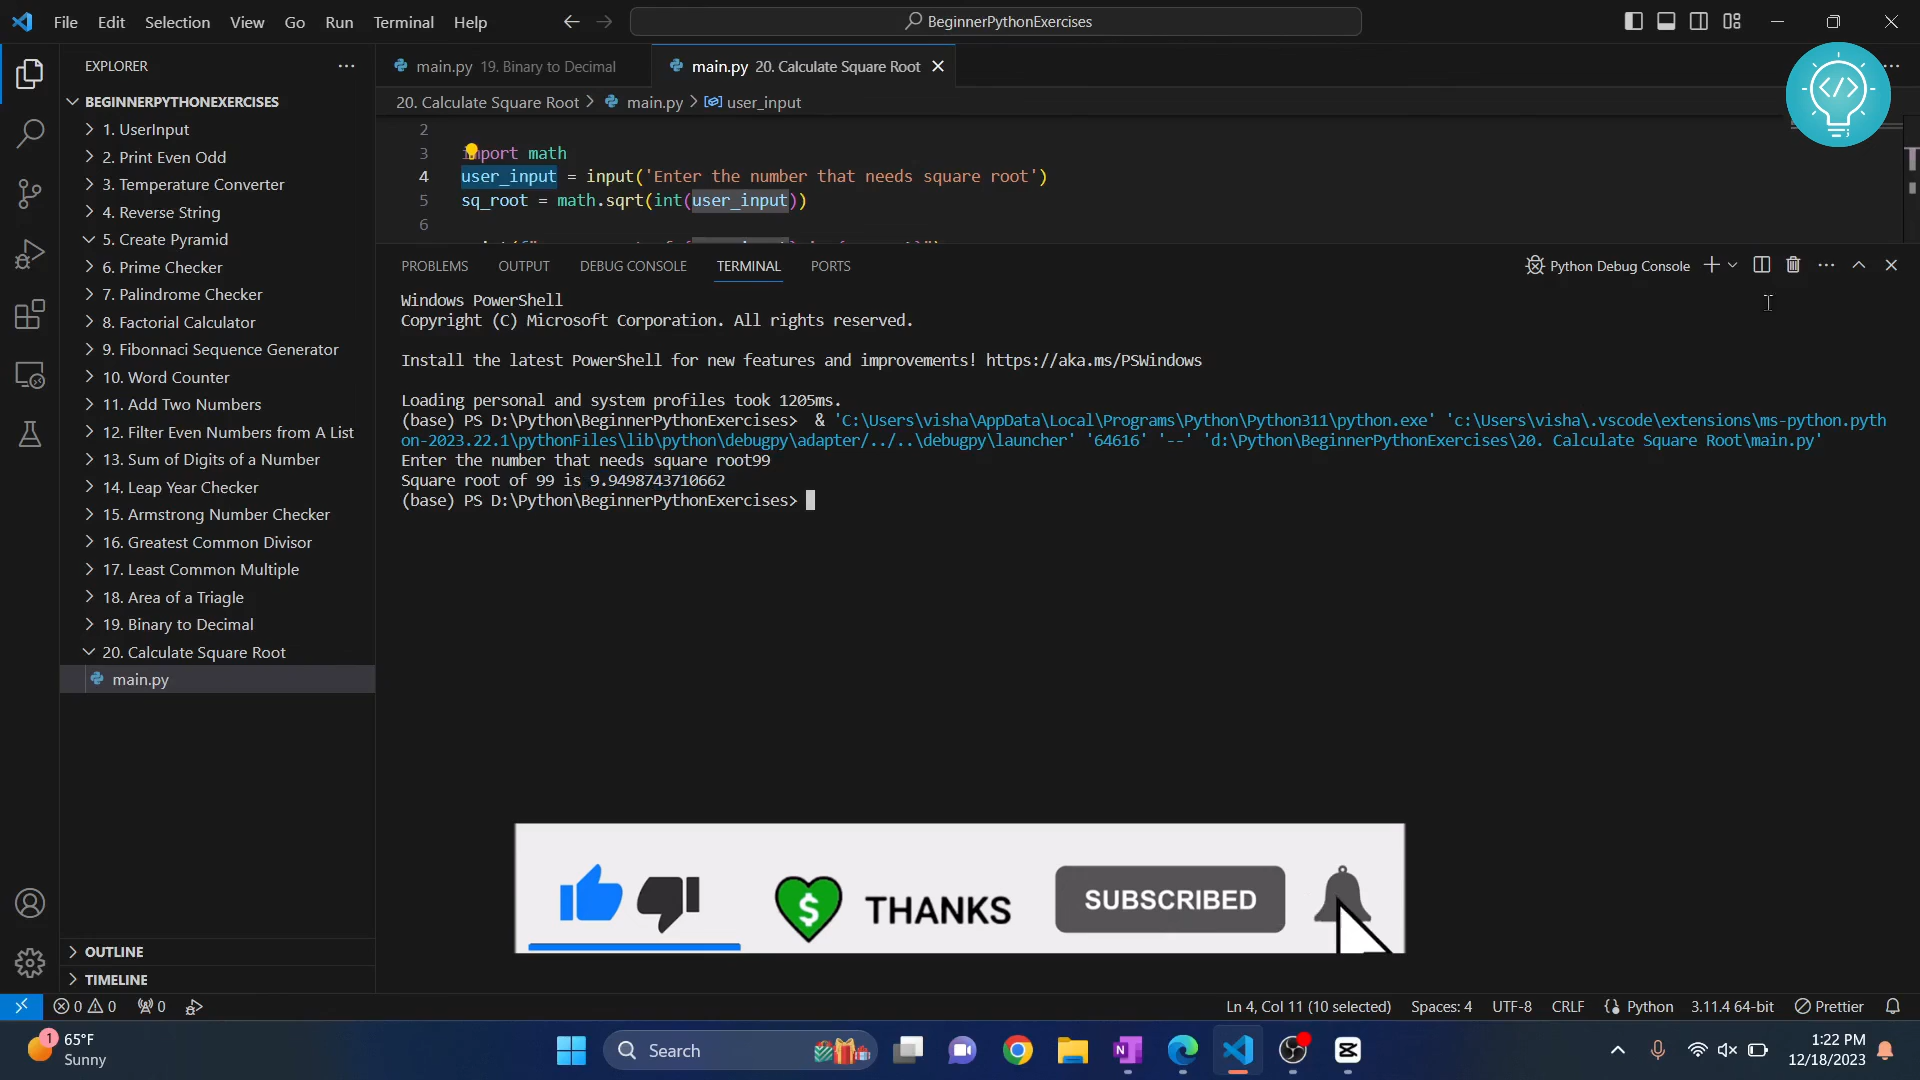 File Edit Selection View Go Run Terminal Help
BeginnerPythonExercises
EXPLORER
BEGINNERPYTHONEXERCISES
1. UserInput
2. Print Even Odd
3. Temperature Converter
4. Reverse String
5. Create Pyramid
6. Prime Checker
7. Palindrome Checker
8. Factorial Calculator
9. Fibonnaci Sequence Generator
10. Word Counter
11. Add Two Numbers
12. Filter Even Numbers from A List
13. Sum of Digits of a Number
14. Leap Year Checker
15. Armstrong Number Checker
16. Greatest Common Divisor
17. Least Common Multiple
18. Area of a Triagle
19. Binary to Decimal
20. Calculate Square Root
main.py
OUTLINE
TIMELINE
main.py 19. Binary to Decimal
main.py 20. Calculate Square Root
20. Calculate Square Root > main.py > user_input
</>
2
3 import math
4 user_input = input('Enter the number that needs square root')
5 sq_root = math.sqrt(int(user_input))
6
PROBLEMS OUTPUT DEBUG CONSOLE TERMINAL PORTS
Python Debug Console
Windows PowerShell
Copyright (C) Microsoft Corporation. All rights reserved.
Install the latest PowerShell for new features and improvements! https://aka.ms/PSWindows
Loading personal and system profiles took 1205ms.
(base) PS D:\Python\BeginnerPythonExercises> & 'C:\Users\visha\AppData\Local\Programs\Python\Python311\python.exe' 'c:\Users\visha\.vscode\extensions\ms-python.pyth
on-2023.22.1\pythonFiles\lib\python\debugpy\adapter/../..\debugpy\launcher' '64616' '--' 'd:\Python\BeginnerPythonExercises\20. Calculate Square Root\main.py'
Enter the number that needs square root99
Square root of 99 is 9.9498743710662
(base) PS D:\Python\BeginnerPythonExercises>
$ THANKS SUBSCRIBED
0 0 0
Ln 4, Col 11 (10 selected) Spaces: 4 UTF-8 CRLF Python 3.11.4 64-bit Prettier
1
65°F
Sunny
Search
N
1:22 PM
12/18/2023